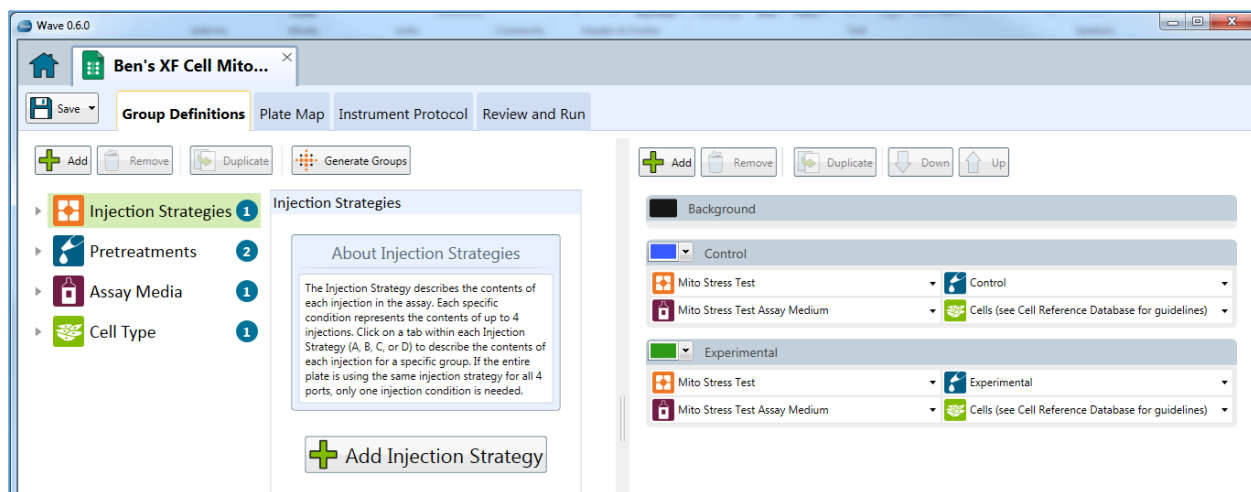 Wave 0.6.0
Ben's XF Cell Mito...
Save
Group Definitions
Plate Map
Instrument Protocol
Review and Run
Add
Remove
Duplicate
Generate Groups
Injection Strategies 1
Pretreatments 2
Assay Media 1
Cell Type 1
Injection Strategies
About Injection Strategies
The Injection Strategy describes the contents of
each injection in the assay. Each specific
condition represents the contents of up to 4
injections. Click on a tab within each Injection
Strategy (A, B, C, or D) to describe the contents of
each injection for a specific group. If the entire
plate is using the same injection strategy for all 4
ports, only one injection condition is needed.
Add Injection Strategy
Add
Remove
Duplicate
Down
Up
Background
Control
Mito Stress Test
Control
Mito Stress Test Assay Medium
Cells (see Cell Reference Database for guidelines)
Experimental
Mito Stress Test
Experimental
Mito Stress Test Assay Medium
Cells (see Cell Reference Database for guidelines)